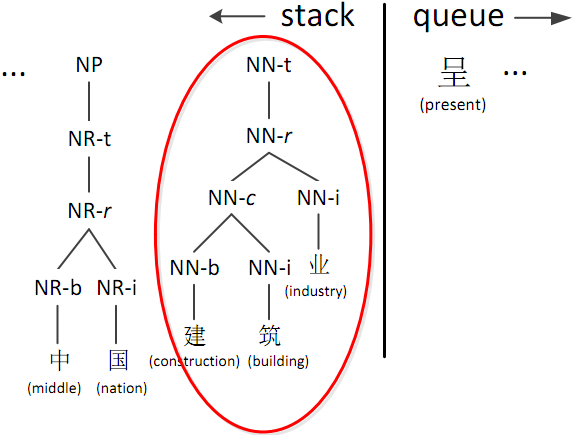 stack queue
... NP NN-t 呈 ...
(present)
NR-t NN-r
NR-r NN-c NN-i
NR-b NR-i NN-b NN-i 业
(industry)
中 国 建 筑
(middle) (nation) (construction) (building)